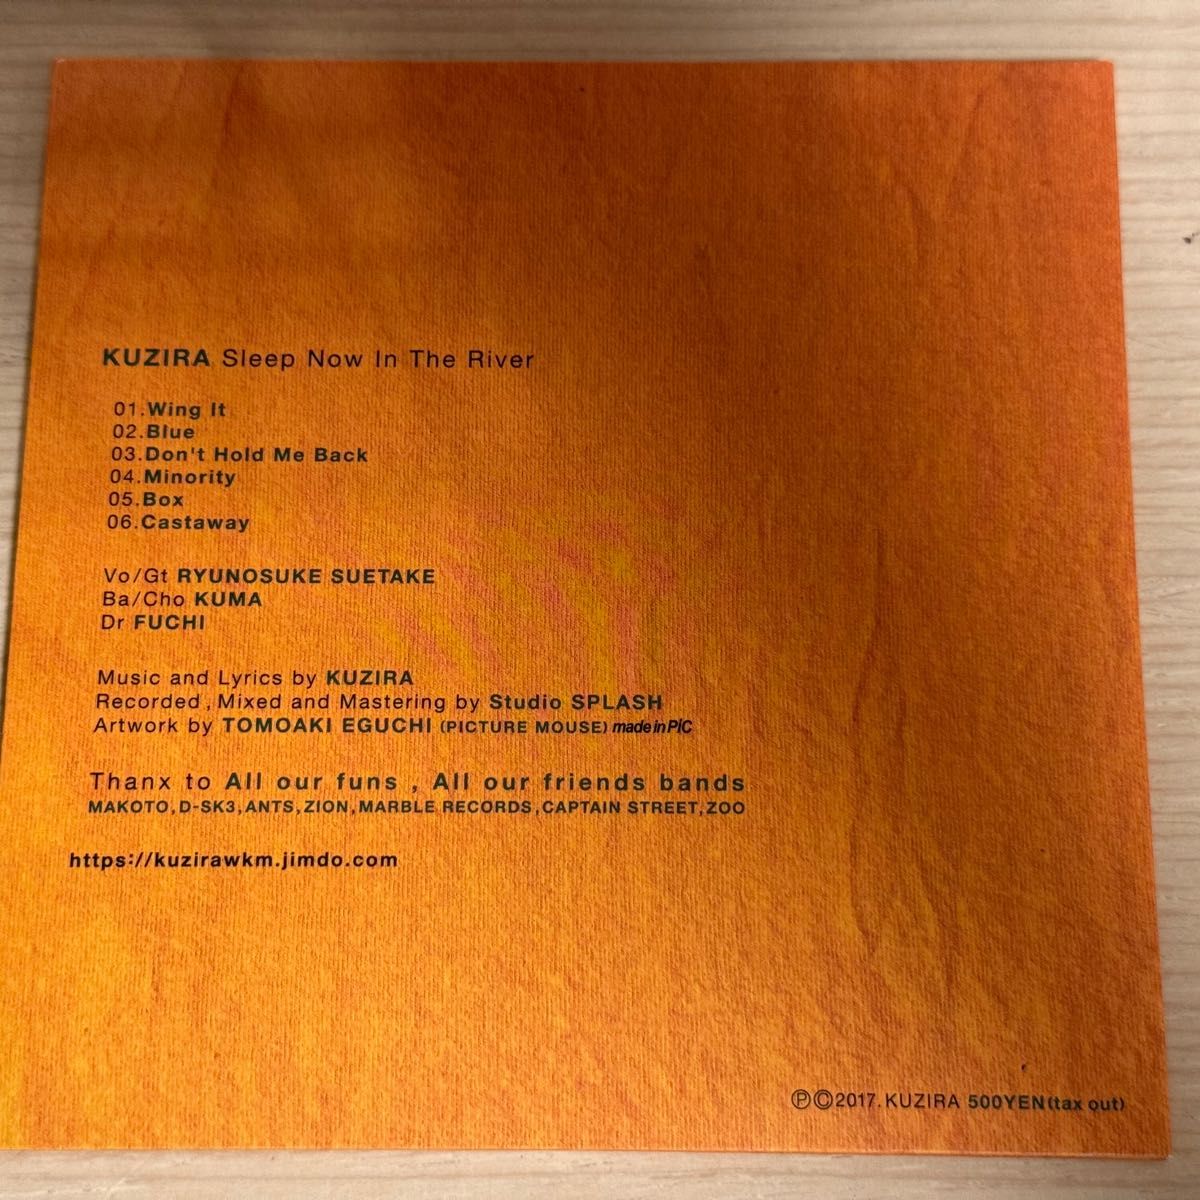 KUZIRA Sleep Now In The River
01.Wing It
02.Blue
03.Don't Hold Me Back
04.Minority
05.Box
06.Castaway
Vo/Gt RYUNOSUKE SUETAKE
Ba/Cho KUMA
Dr FUCHI
Music and Lyrics by KUZIRA
Recorded,Mixed and Mastering by Studio SPLASH
Artwork by TOMOAKI EGUCHI (PICTURE MOUSE) made in PIC
Thanx to All our funs , All our friends bands
MAKOTO,D-SK3,ANTS,ZION,MARBLE RECORDS,CAPTAIN STREET,ZOO
https://kuzirawkm.jimdo.com
℗©2017.KUZIRA 500YEN(tax out)